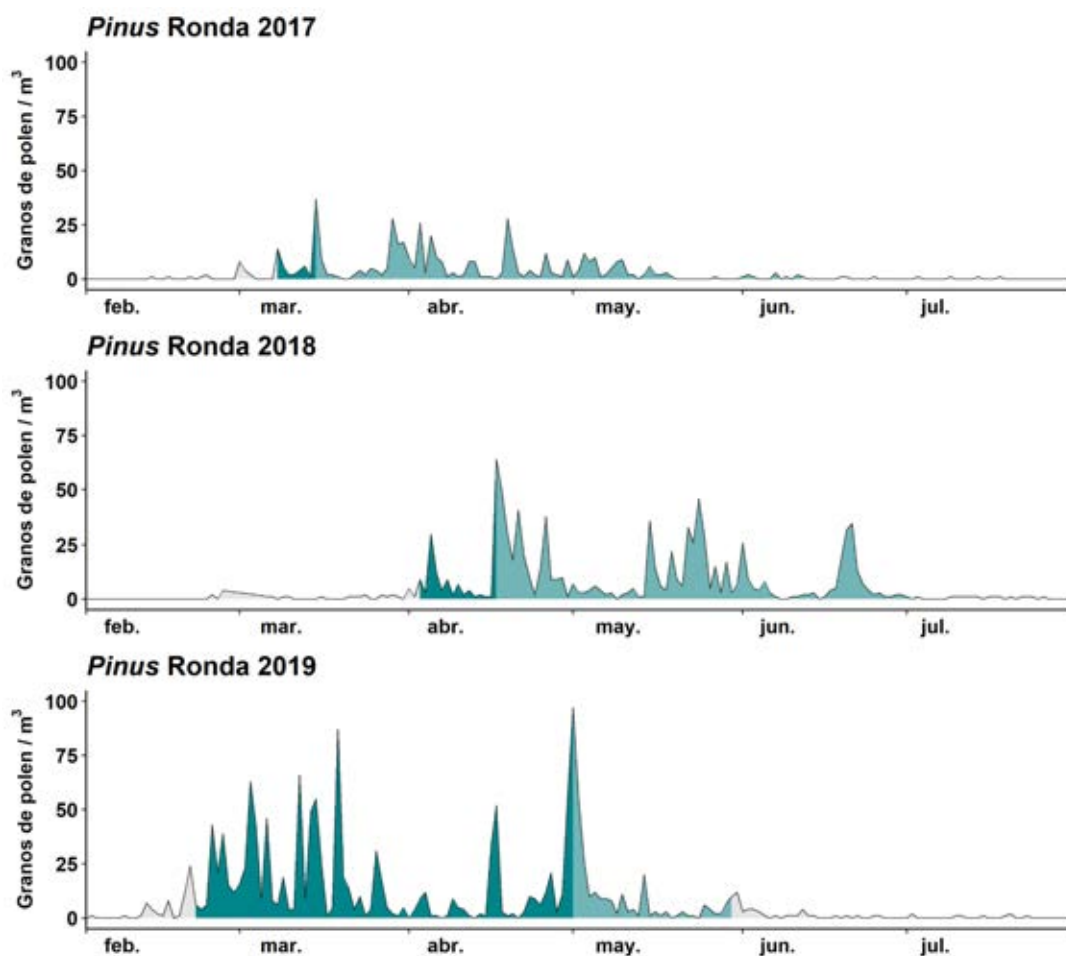 Pinus Ronda 2017
Granos de polen / m³
100
75
50
25
0
feb. mar. abr. may. jun. jul.
Pinus Ronda 2018
Granos de polen / m³
100
75
50
25
0
feb. mar. abr. may. jun. jul.
Pinus Ronda 2019
Granos de polen / m³
100
75
50
25
0
feb. mar. abr. may. jun. jul.